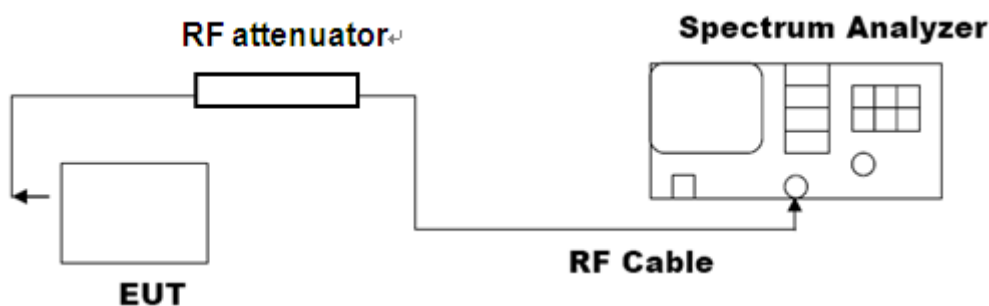 RF attenuator↵
Spectrum Analyzer
RF Cable
EUT